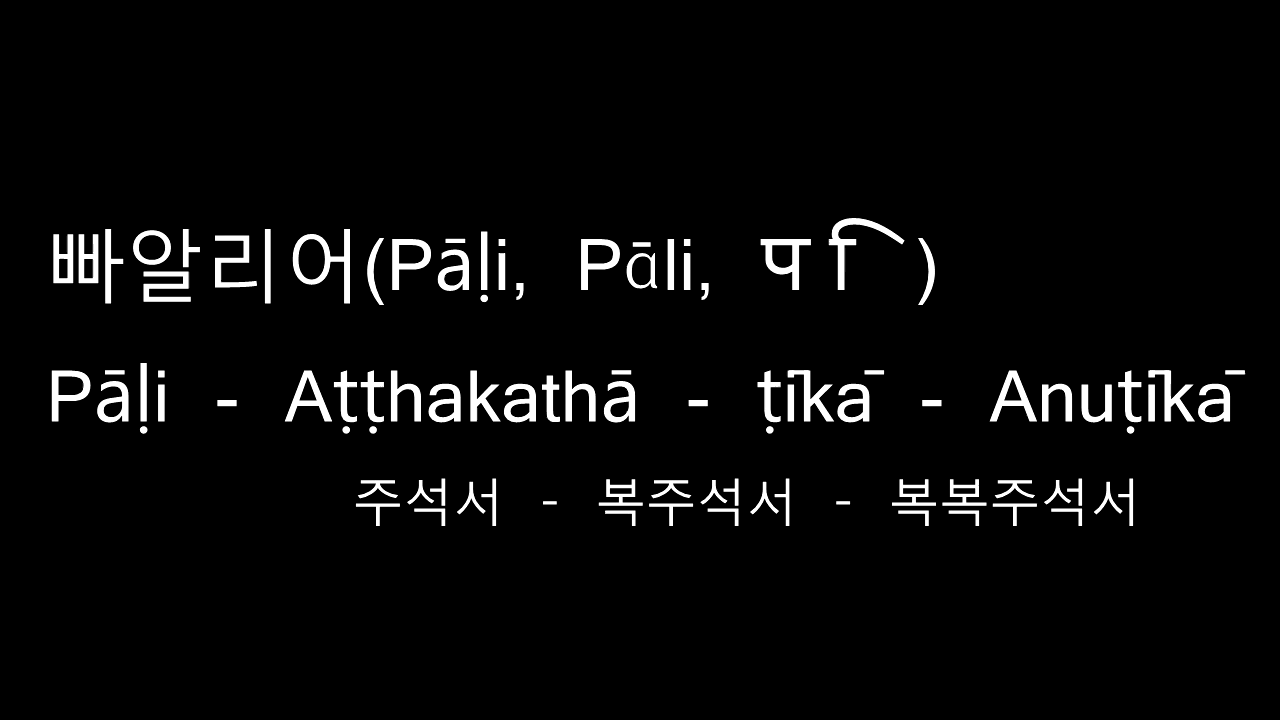 빠알리어(Pāḷi, Pāli, पाि)
Pāḷi - Aṭṭhakathā - ṭīkā - Anuṭīkā
주석서 - 복주석서 - 복복주석서